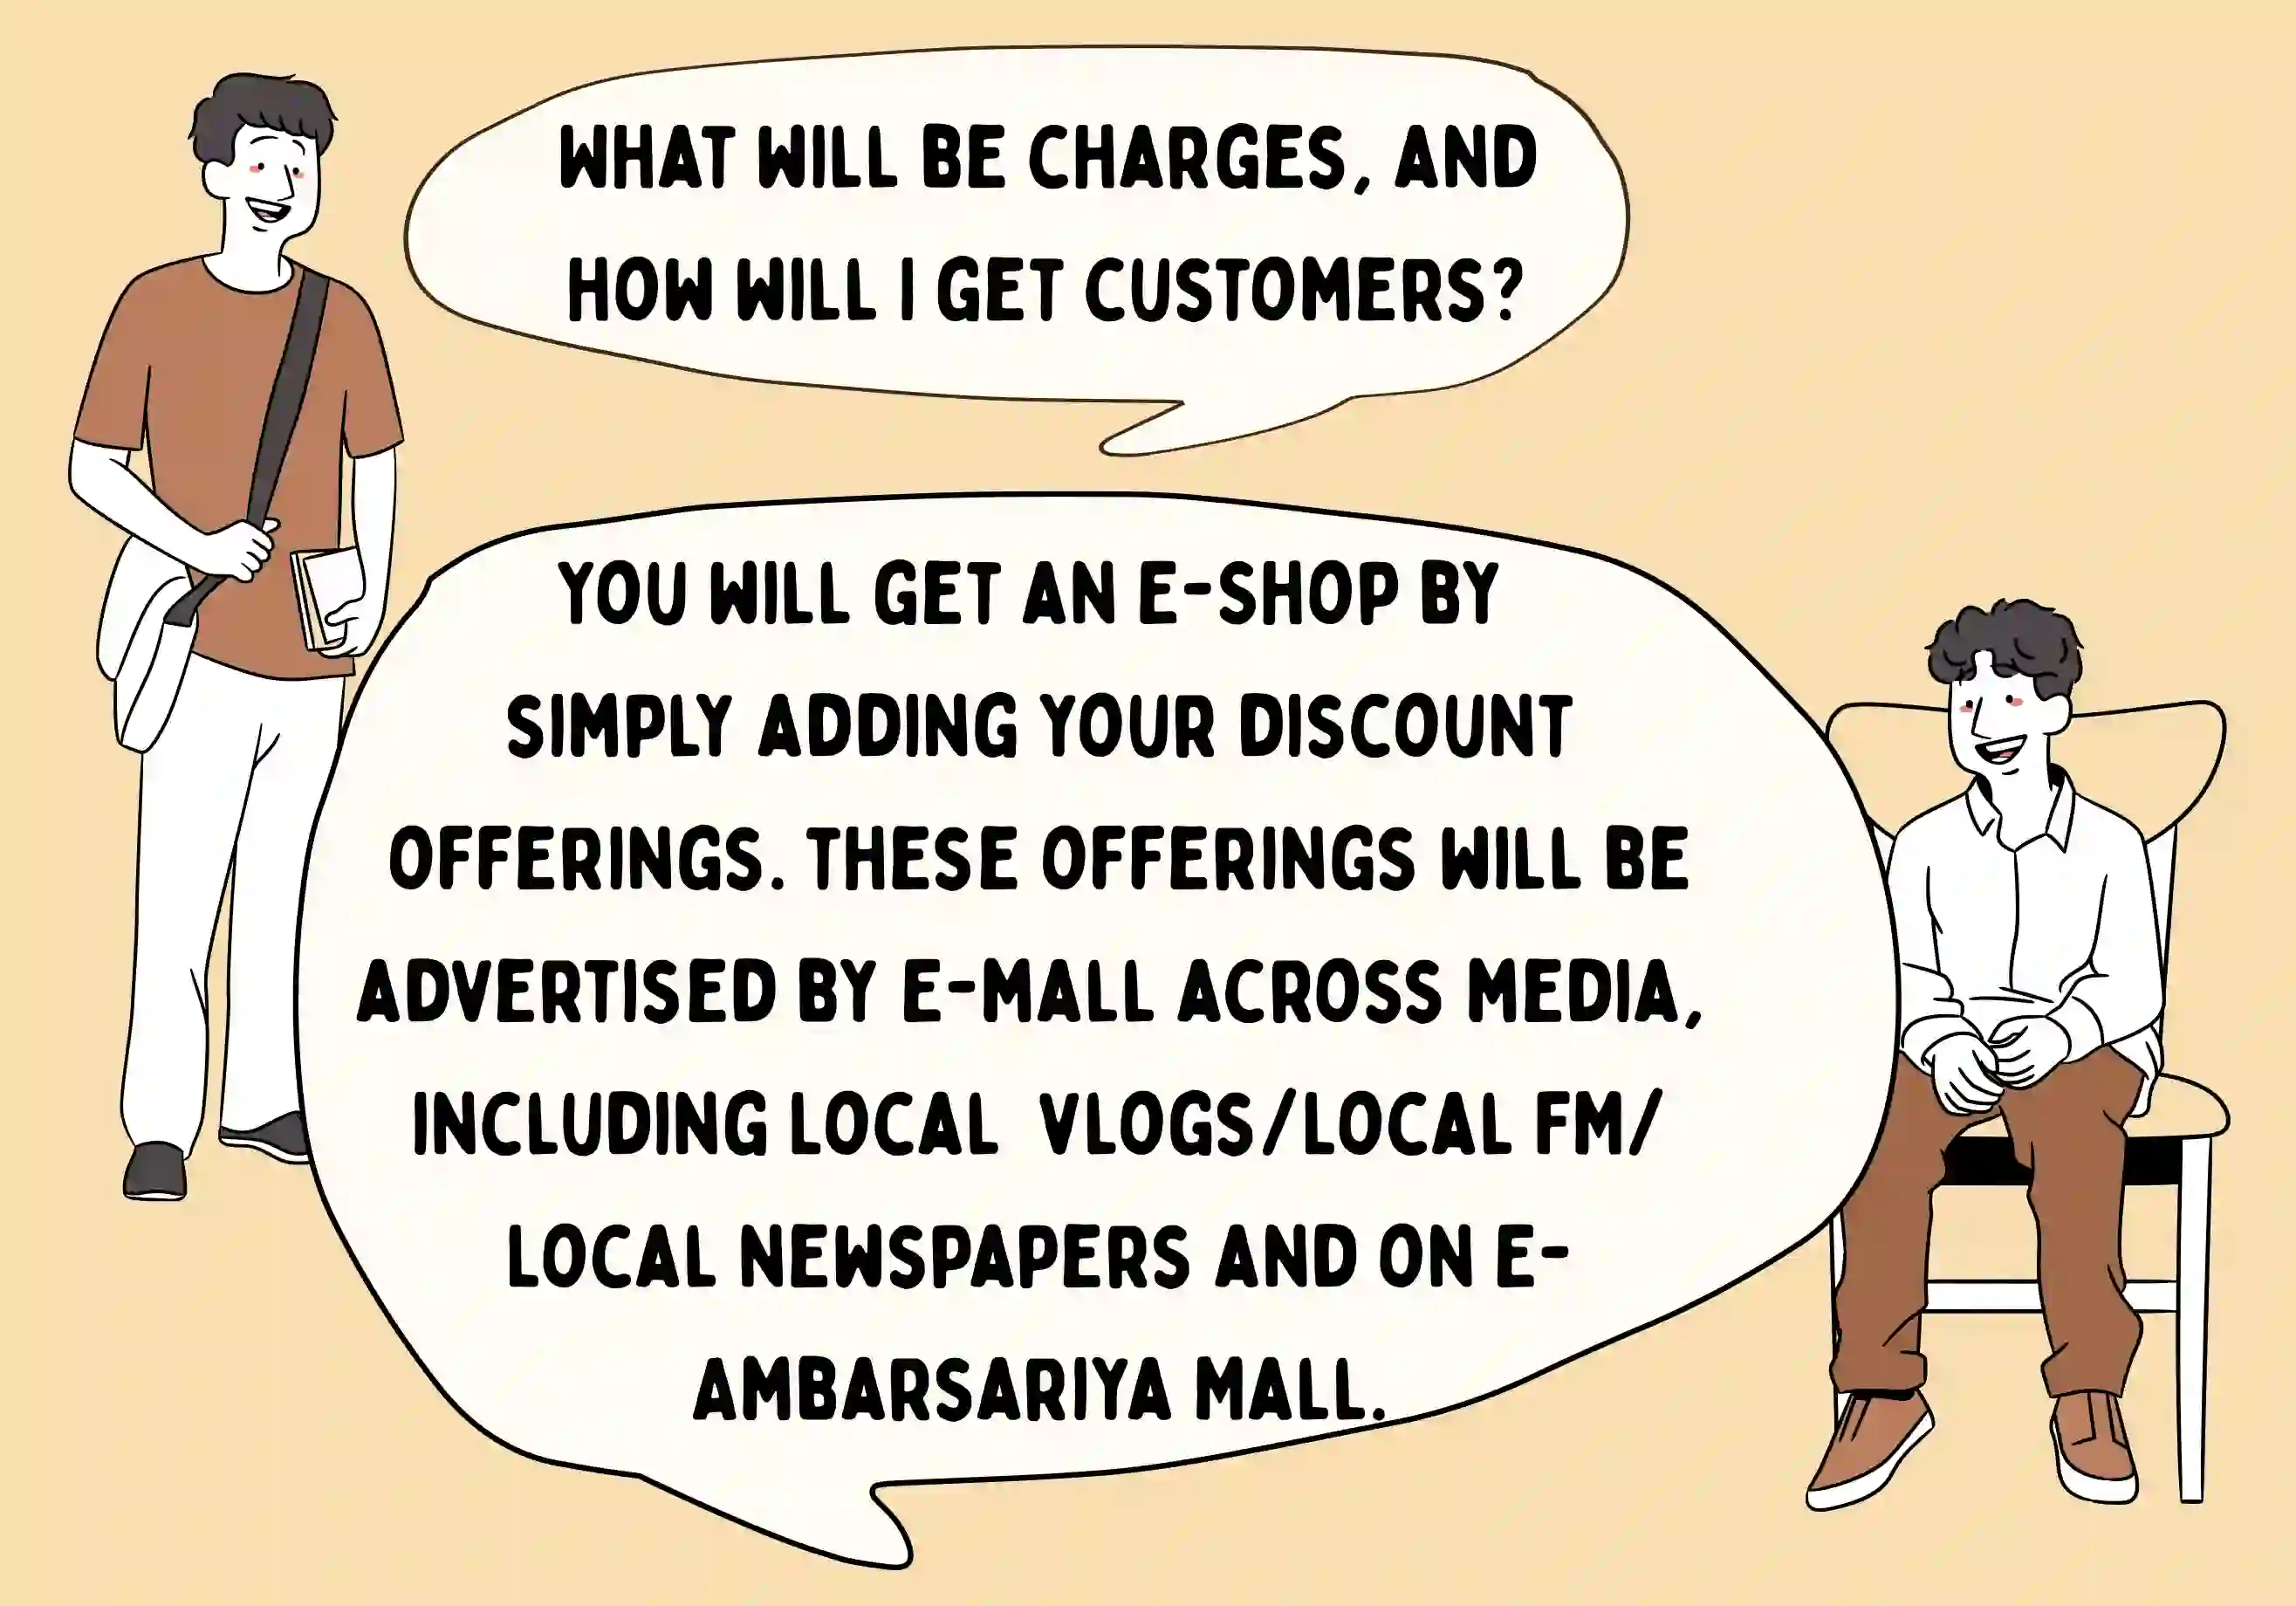 WHAT WILL BE CHARGES, AND
HOW WILL I GET CUSTOMERS?
YOU WILL GET AN E-SHOP BY
SIMPLY ADDING YOUR DISCOUNT
OFFERINGS. THESE OFFERINGS WILL BE
ADVERTISED BY E-MALL ACROSS MEDIA,
INCLUDING LOCAL VLOGS/LOCAL FM/
LOCAL NEWSPAPERS AND ON E-
AMBARSARIYA MALL.